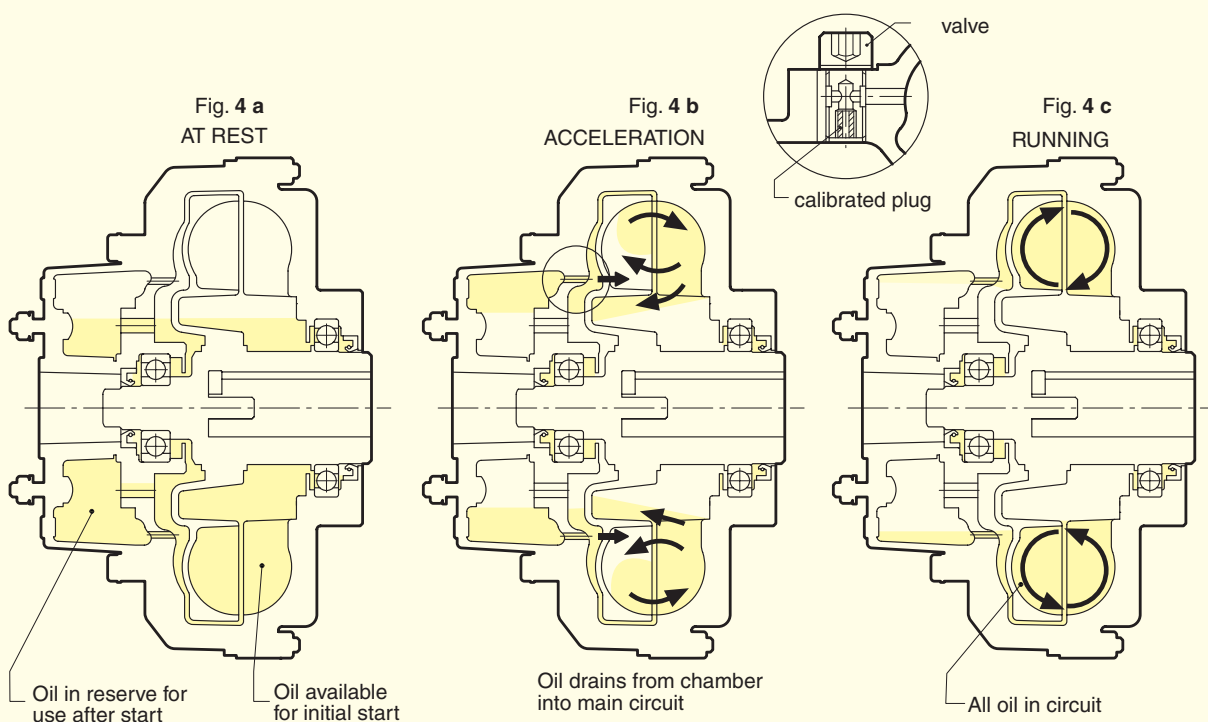 valve
Fig. 4 a
AT REST
Fig. 4 b
ACCELERATION
Fig. 4 c
RUNNING
calibrated plug
Oil in reserve for
use after start
Oil available
for initial start
Oil drains from chamber
into main circuit
All oil in circuit